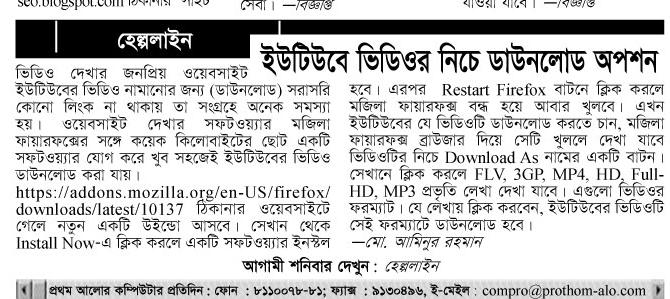 seo.blogspot.com ঠিকানার সাইট
সেবা। —বিজ্ঞপ্তি
যাওয়া যাবে। —বিজ্ঞপ্তি
হেল্পলাইন
ইউটিউবে ভিডিওর নিচে ডাউনলোড অপশন
ভিডিও দেখার জনপ্রিয় ওয়েবসাইট
ইউটিউবের ভিডিও নামানোর জন্য (ডাউনলোড) সরাসরি
কোনো লিংক না থাকায় তা সংগ্রহে অনেক সমস্যা
হয়। ওয়েবসাইট দেখার সফটওয়্যার মজিলা
ফায়ারফক্সের সঙ্গে কয়েক কিলোবাইটের ছোট একটি
সফটওয়্যার যোগ করে খুব সহজেই ইউটিউবের ভিডিও
ডাউনলোড করা যায়।
https://addons.mozilla.org/en-US/firefox/
downloads/latest/10137 ঠিকানার ওয়েবসাইটে
গেলে নতুন একটি উইন্ডো আসবে। সেখান থেকে
Install Now-এ ক্লিক করলে একটি সফটওয়্যার ইনস্টল
হবে। এরপর Restart Firefox বাটনে ক্লিক করলে
মজিলা ফায়ারফক্স বন্ধ হয়ে আবার খুলবে। এখন
ইউটিউবের যে ভিডিওটি ডাউনলোড করতে চান, মজিলা
ফায়ারফক্স ব্রাউজার দিয়ে সেটি খুললে দেখা যাবে
ভিডিওটির নিচে Download As নামের একটি বাটন।
সেখানে ক্লিক করলে FLV, 3GP, MP4, HD, Full-
HD, MP3 প্রভৃতি লেখা দেখা যাবে। এগুলো ভিডিওর
ফরম্যাট। যে লেখায় ক্লিক করবেন, ইউটিউবের ভিডিওটি
সেই ফরম্যাটে ডাউনলোড হবে।
—মো. আমিনুর রহমান
আগামী শনিবার দেখুন : হেল্পলাইন
প্রথম আলোর কম্পিউটার প্রতিদিন : ফোন : ৮১১০০৭৮-৮১; ফ্যাক্স : ৯১৩০৪৯৬, ই-মেইল : compro@prothom-alo.com